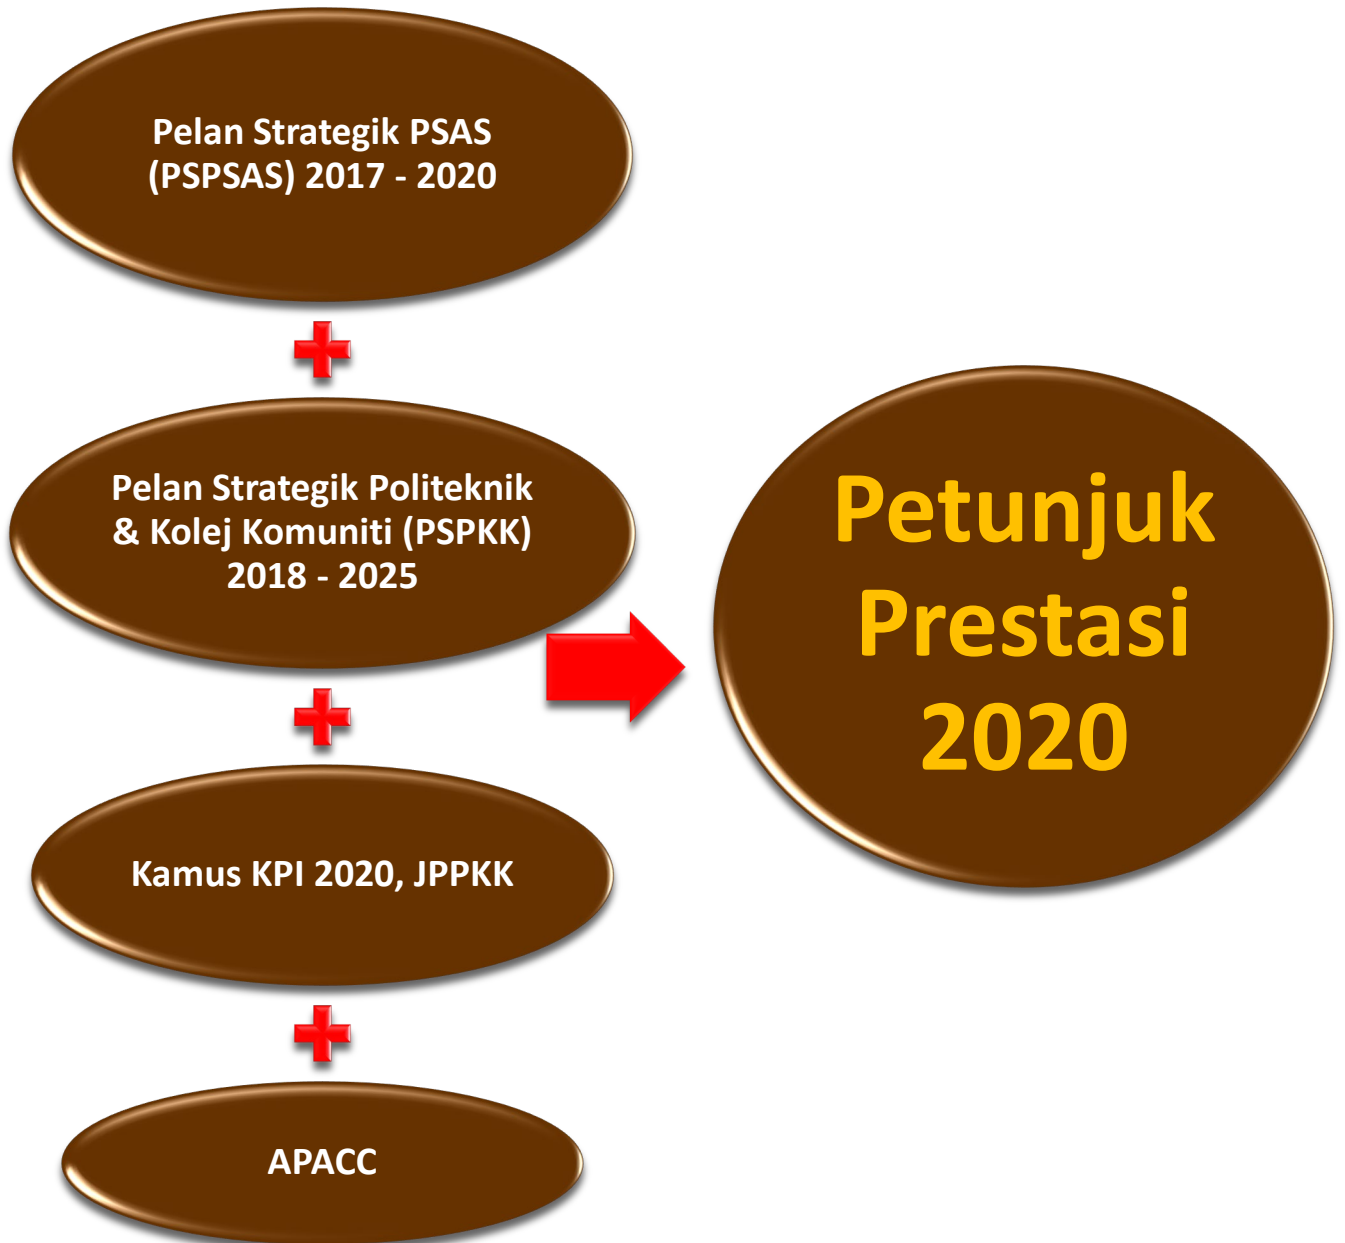 Pelan Strategik PSAS
(PSPSAS) 2017 - 2020
Pelan Strategik Politeknik
& Kolej Komuniti (PSPKK)
2018 - 2025
Kamus KPI 2020, JPPKK
APACC
Petunjuk
Prestasi
2020